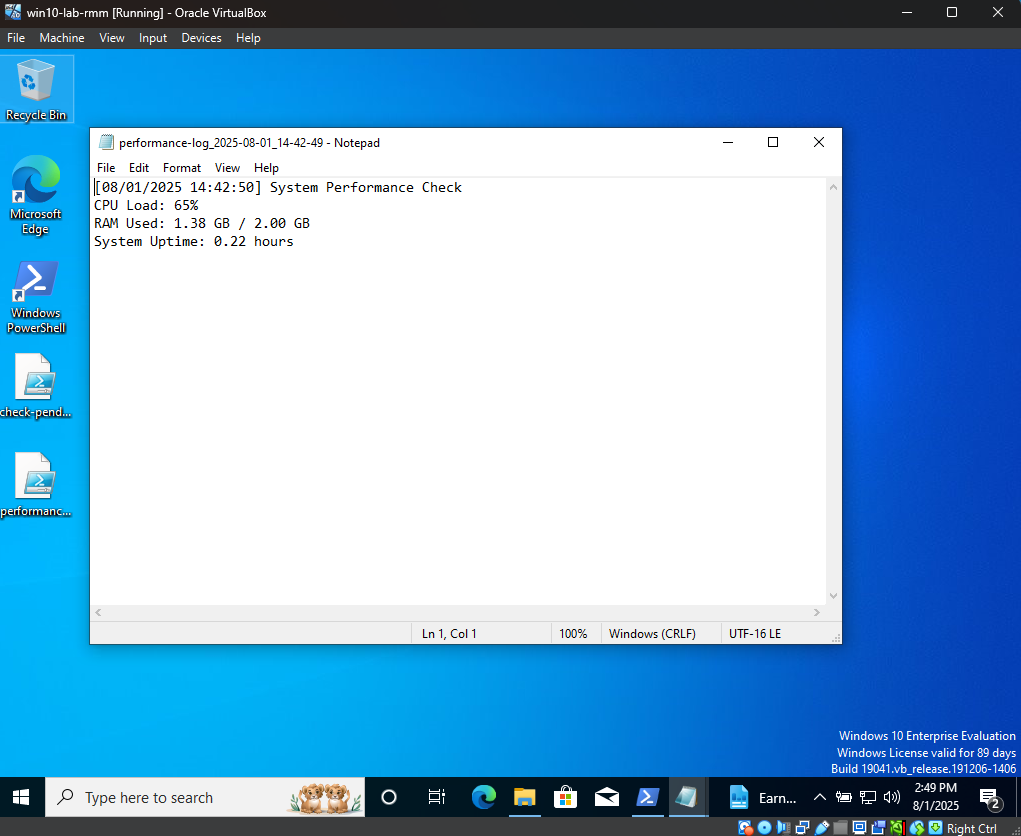 win10-lab-rmm [Running] - Oracle VirtualBox
File Machine View Input Devices Help
Recycle Bin
Microsoft
Edge
Windows
PowerShell
check-pend...
performanc...
performance-log_2025-08-01_14-42-49 - Notepad
File Edit Format View Help
[08/01/2025 14:42:50] System Performance Check
CPU Load: 65%
RAM Used: 1.38 GB / 2.00 GB
System Uptime: 0.22 hours
Ln 1, Col 1 100% Windows (CRLF) UTF-16 LE
Windows 10 Enterprise Evaluation
Windows License valid for 89 days
Build 19041.vb_release.191206-1406
Type here to search
Earn...
2:49 PM
8/1/2025
2
Right Ctrl